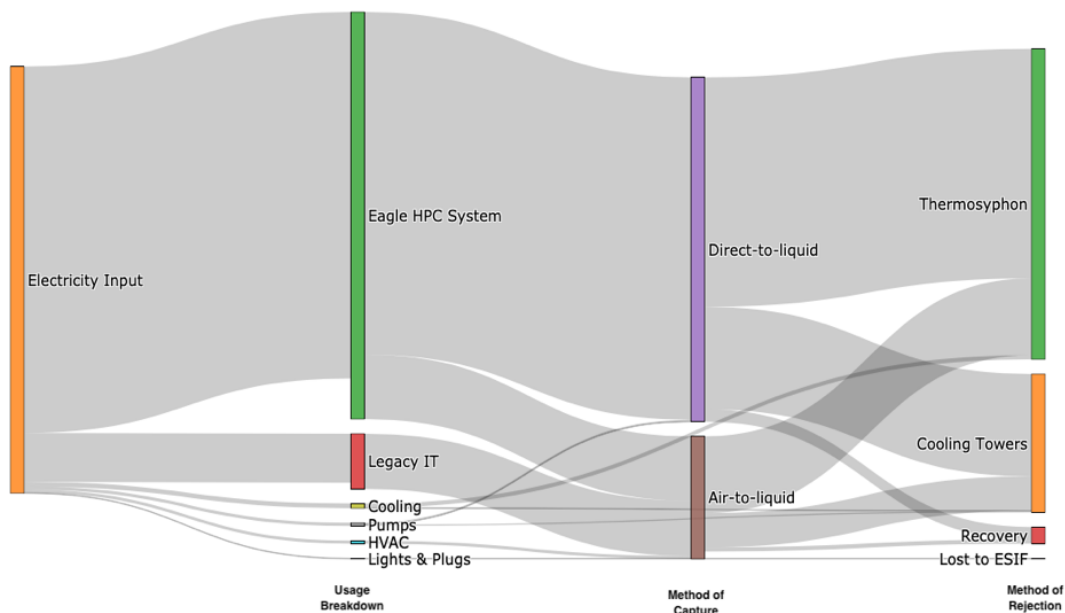 Electricity Input
Eagle HPC System
Legacy IT
Cooling
Pumps
HVAC
Lights & Plugs
Direct-to-liquid
Air-to-liquid
Thermosyphon
Cooling Towers
Recovery
Lost to ESIF
Usage
Breakdown
Method of
Capture
Method of
Rejection